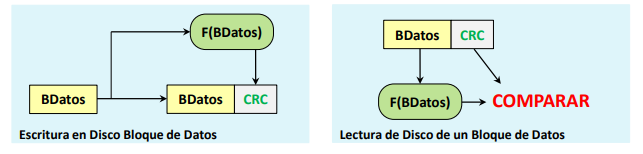 F(BDatos)
BDatos
BDatos CRC
Escritura en Disco Bloque de Datos
BDatos CRC
F(BDatos)
COMPARAR
Lectura de Disco de un Bloque de Datos